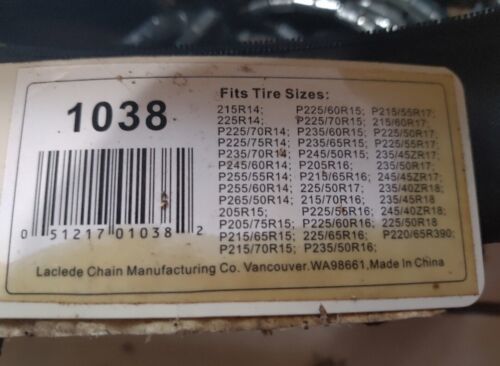 Fits Tire Sizes:
1038
215R14; P225/60R15; P215/55R17;
225R14; P225/70R15; 215/60R17;
P225/70R14; P235/60R15; P225/50R17;
P225/75R14; P235/65R15; P225/55R17;
P235/70R14; P245/50R15; 235/45ZR17;
P245/60R14; P205R16; 235/50R17;
P255/55R14; P215/65R16; 245/45ZR17;
P255/60R14; 225/50R17; 235/40ZR18;
P265/50R14; 215/70R16; 235/45R18
205R15; P225/55R16; 245/40ZR18;
P205/75R15; P225/60R16; 225/50R18
P215/65R15; 225/65R16; P220/65R390;
P215/70R15; P235/50R16;
0 51217 01038 2
Laclede Chain Manufacturing Co. Vancouver.WA98661,Made In China